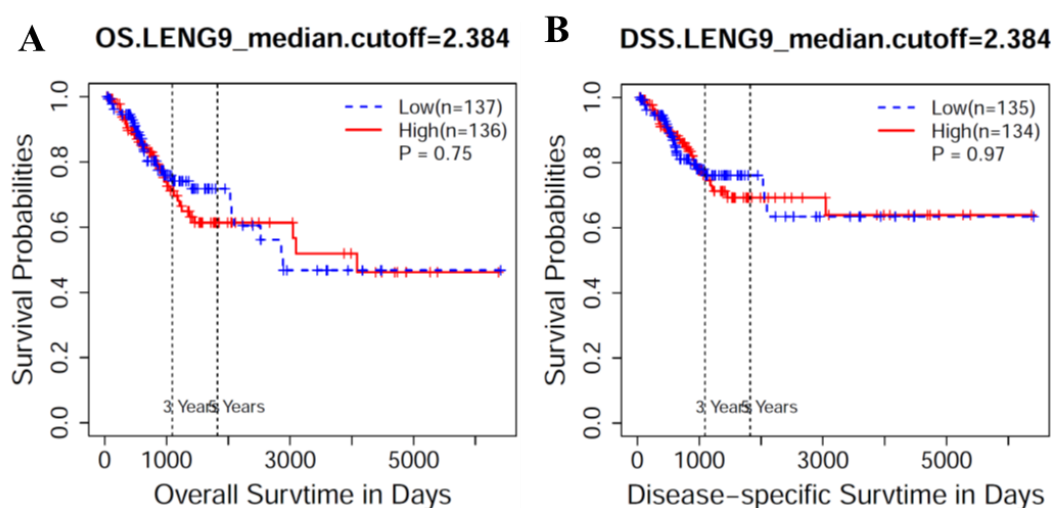 A
OS.LENG9_median.cutoff=2.384
Survival Probabilities
1.0
0.8
0.6
0.4
0.2
0.0
Low(n=137)
High(n=136)
P = 0.75
3 Years
5 Years
0
1000
3000
5000
Overall Survtime in Days
B
DSS.LENG9_median.cutoff=2.384
Survival Probabilities
1.0
0.8
0.6
0.4
0.2
0.0
Low(n=135)
High(n=134)
P = 0.97
3 Years
5 Years
0
1000
3000
5000
Disease−specific Survtime in Days